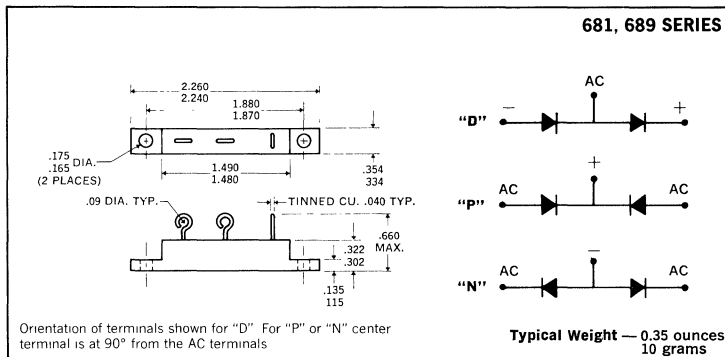 681, 689 SERIES
2.260
2.240
1.880
1.870
.175
.165 DIA.
(2 PLACES)
1.490
1.480
.354
334
.09 DIA. TYP.
TINNED CU. .040 TYP.
.660
MAX.
.322
.302
.135
115
Orientation of terminals shown for "D" For "P" or "N" center
terminal is at 90° from the AC terminals
AC
"D" − +
+
AC AC
"P"
−
AC AC
"N"
Typical Weight — 0.35 ounces
10 grams